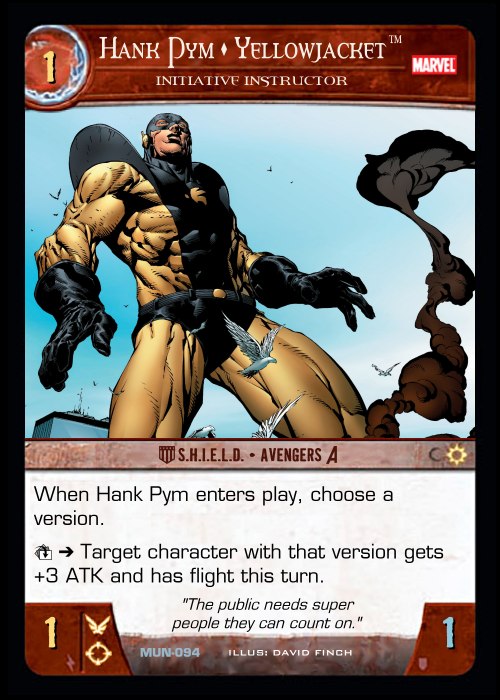 1
Hank Pym ♦ Yellowjacket™
Initiative Instructor
MARVEL
S.H.I.E.L.D. • Avengers A
When Hank Pym enters play, choose a
version.
➔ Target character with that version gets
+3 ATK and has flight this turn.
"The public needs super
people they can count on."
1
MUN-094 Illus: David Finch
1